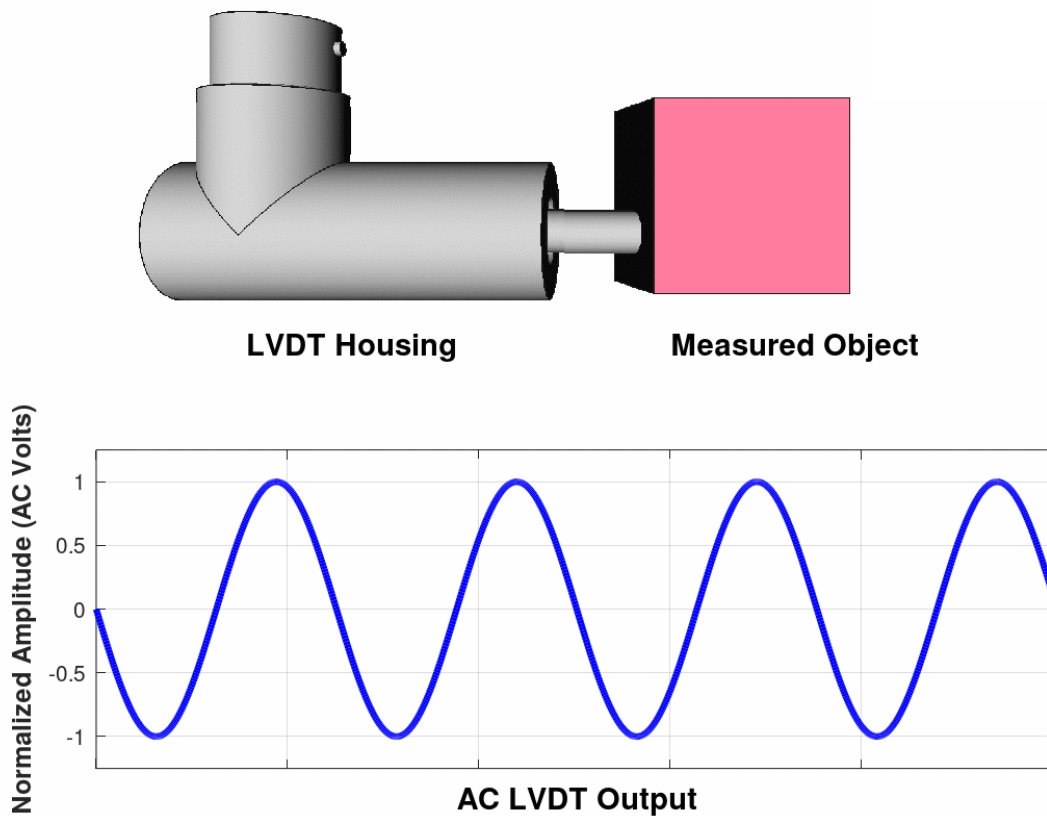 LVDT Housing
Measured Object
Normalized Amplitude (AC Volts)
1
0.5
0
-0.5
-1
AC LVDT Output